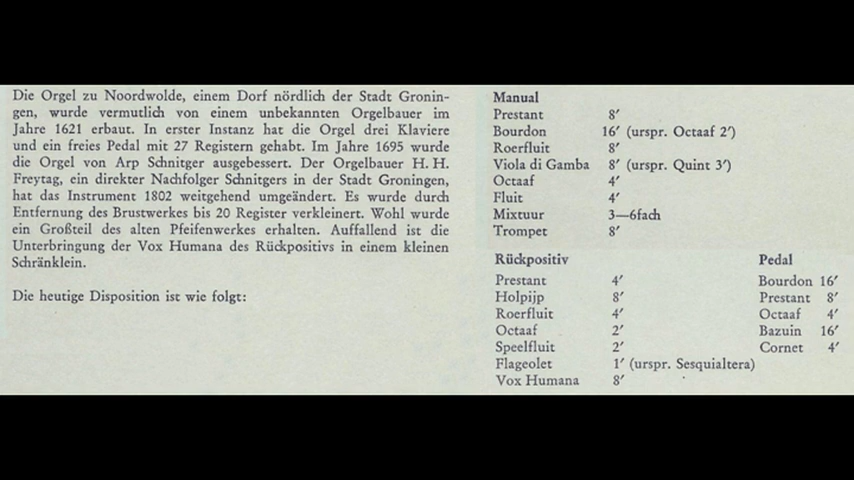 Die Orgel zu Noordwolde, einem Dorf nördlich der Stadt Gronin-
gen, wurde vermutlich von einem unbekannten Orgelbauer im
Jahre 1621 erbaut. In erster Instanz hat die Orgel drei Klaviere
und ein freies Pedal mit 27 Registern gehabt. Im Jahre 1695 wurde
die Orgel von Arp Schnitger ausgebessert. Der Orgelbauer H. H.
Freytag, ein direkter Nachfolger Schnitgers in der Stadt Groningen,
hat das Instrument 1802 weitgehend umgeändert. Es wurde durch
Entfernung des Brustwerkes bis 20 Register verkleinert. Wohl wurde
ein Großteil des alten Pfeifenwerkes erhalten. Auffallend ist die
Unterbringung der Vox Humana des Rückpositivs in einem kleinen
Schränklein.
Die heutige Disposition ist wie folgt:
Manual
Prestant 8′
Bourdon 16′ (urspr. Octaaf 2′)
Roerfluit 8′
Viola di Gamba 8′ (urspr. Quint 3′)
Octaaf 4′
Fluit 4′
Mixtuur 3—6fach
Trompet 8′
Rückpositiv
Prestant 4′
Holpijp 8′
Roerfluit 4′
Octaaf 2′
Speelfluit 2′
Flageolet 1′ (urspr. Sesquialtera)
Vox Humana 8′
Pedal
Bourdon 16′
Prestant 8′
Octaaf 4′
Bazuin 16′
Cornet 4′